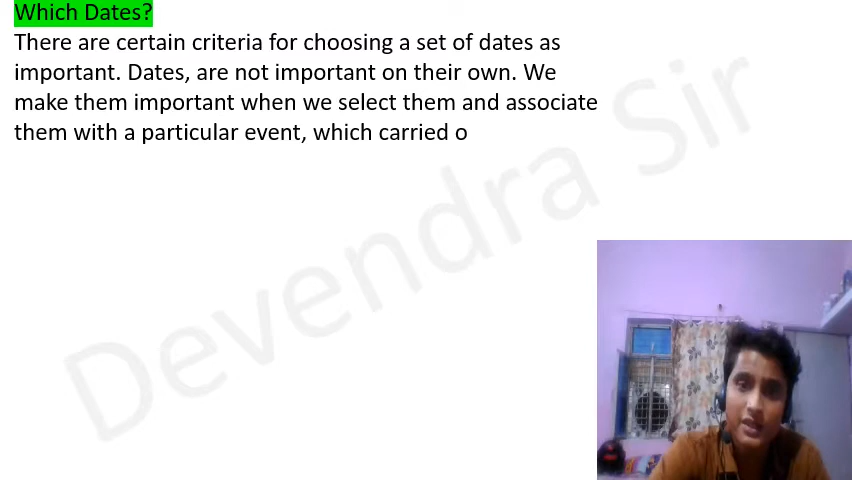 Which Dates?
There are certain criteria for choosing a set of dates as
important. Dates, are not important on their own. We
make them important when we select them and associate
them with a particular event, which carried o
Devendra Sir